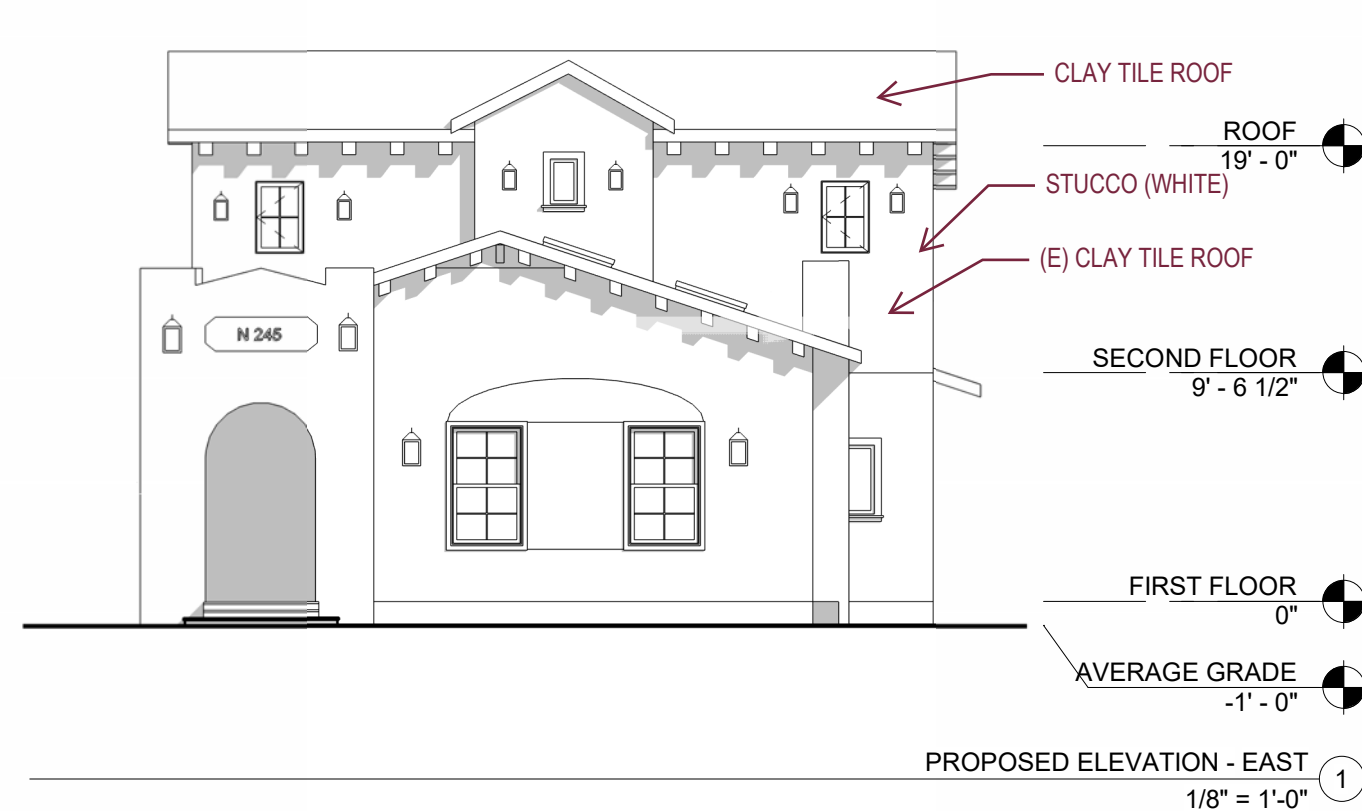 CLAY TILE ROOF
ROOF
19' - 0"
STUCCO (WHITE)
(E) CLAY TILE ROOF
N 245
SECOND FLOOR
9' - 6 1/2"
FIRST FLOOR
0"
AVERAGE GRADE
-1' - 0"
PROPOSED ELEVATION - EAST
1
1/8" = 1'-0"